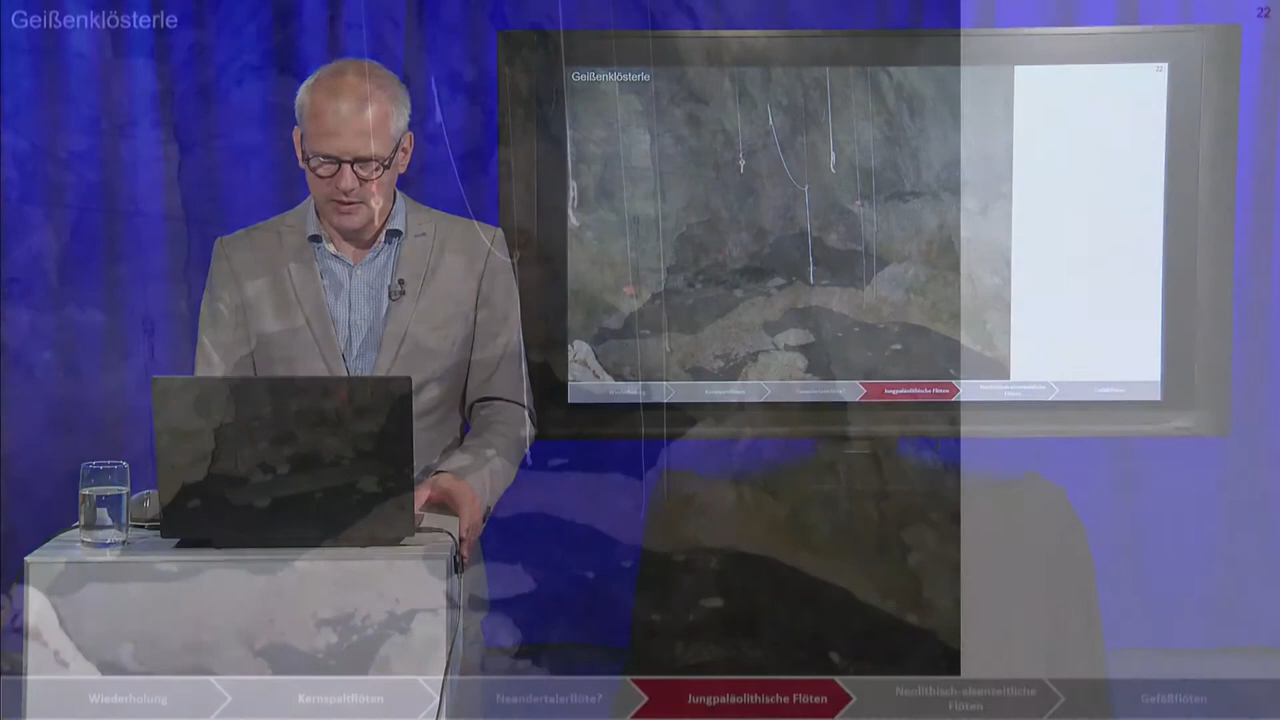 Geißenklösterle
22
Geißenklösterle
22
Jungpaläolithische Flöten
Wiederholung
Kernspaltflöten
Neandertalerflöte?
Jungpaläolithische Flöten
Neolithisch-eisenzeitliche
Flöten
Gefäßflöten